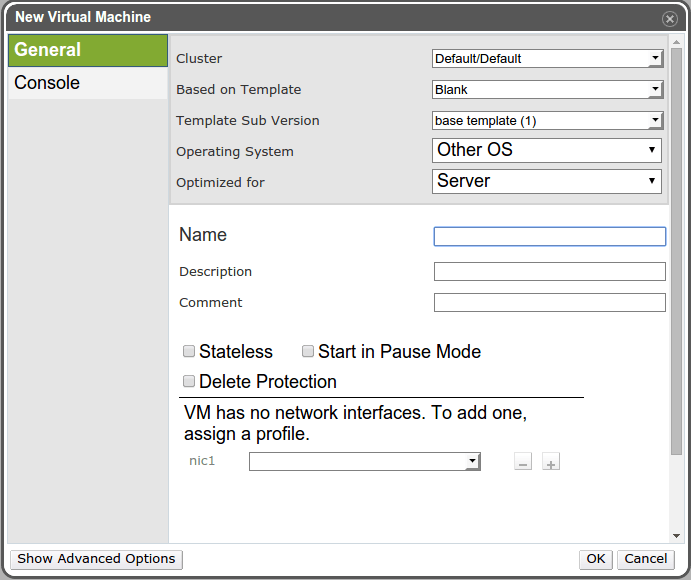 New Virtual Machine
General
Console
Cluster Default/Default
Based on Template Blank
Template Sub Version base template (1)
Operating System Other OS
Optimized for Server
Name
Description
Comment
Stateless Start in Pause Mode
Delete Protection
VM has no network interfaces. To add one,
assign a profile.
nic1
Show Advanced Options OK Cancel